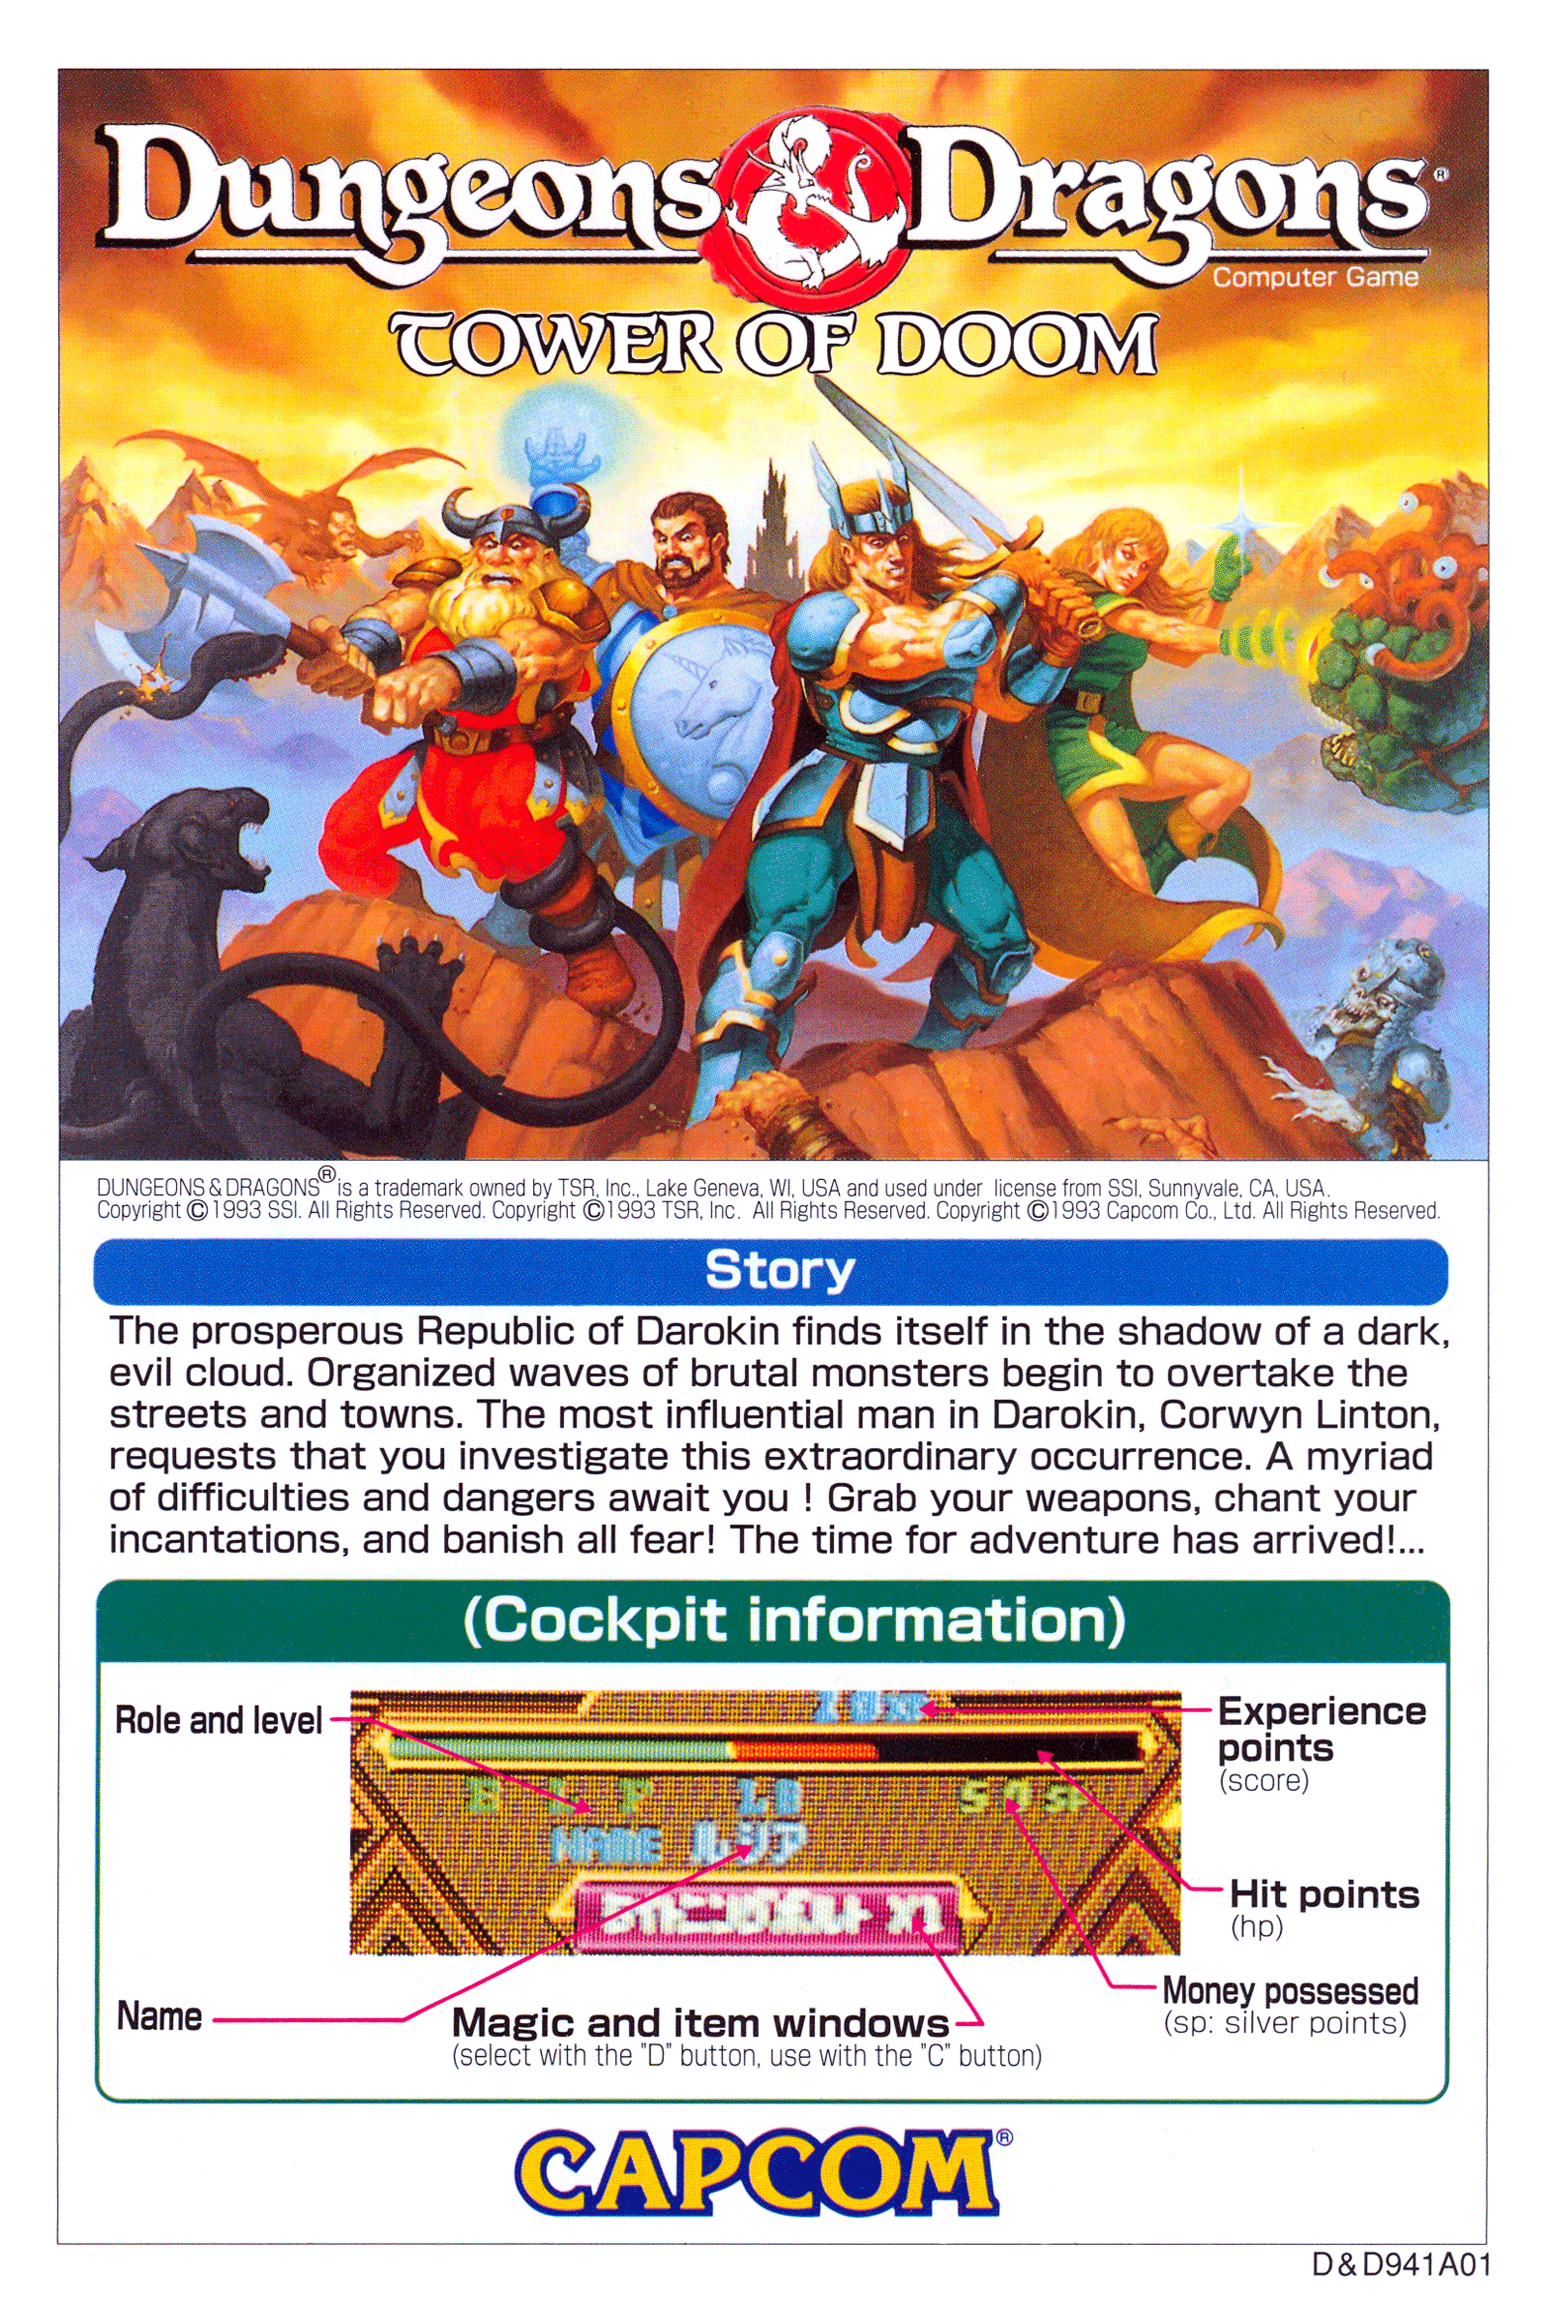 Dungeons & Dragons®
Computer Game
TOWER OF DOOM
DUNGEONS & DRAGONS® is a trademark owned by TSR, Inc., Lake Geneva, WI, USA and used under license from SSI, Sunnyvale, CA, USA.
Copyright ©1993 SSI. All Rights Reserved. Copyright ©1993 TSR, Inc. All Rights Reserved. Copyright ©1993 Capcom Co., Ltd. All Rights Reserved.
Story
The prosperous Republic of Darokin finds itself in the shadow of a dark,
evil cloud. Organized waves of brutal monsters begin to overtake the
streets and towns. The most influential man in Darokin, Corwyn Linton,
requests that you investigate this extraordinary occurrence. A myriad
of difficulties and dangers await you ! Grab your weapons, chant your
incantations, and banish all fear! The time for adventure has arrived!...
(Cockpit information)
Role and level
Experience
points
(score)
E L F
NAME ルシア
Hit points
(hp)
Money possessed
(sp: silver points)
Name
Magic and item windows
(select with the "D" button, use with the "C" button)
CAPCOM®
D&D941A01